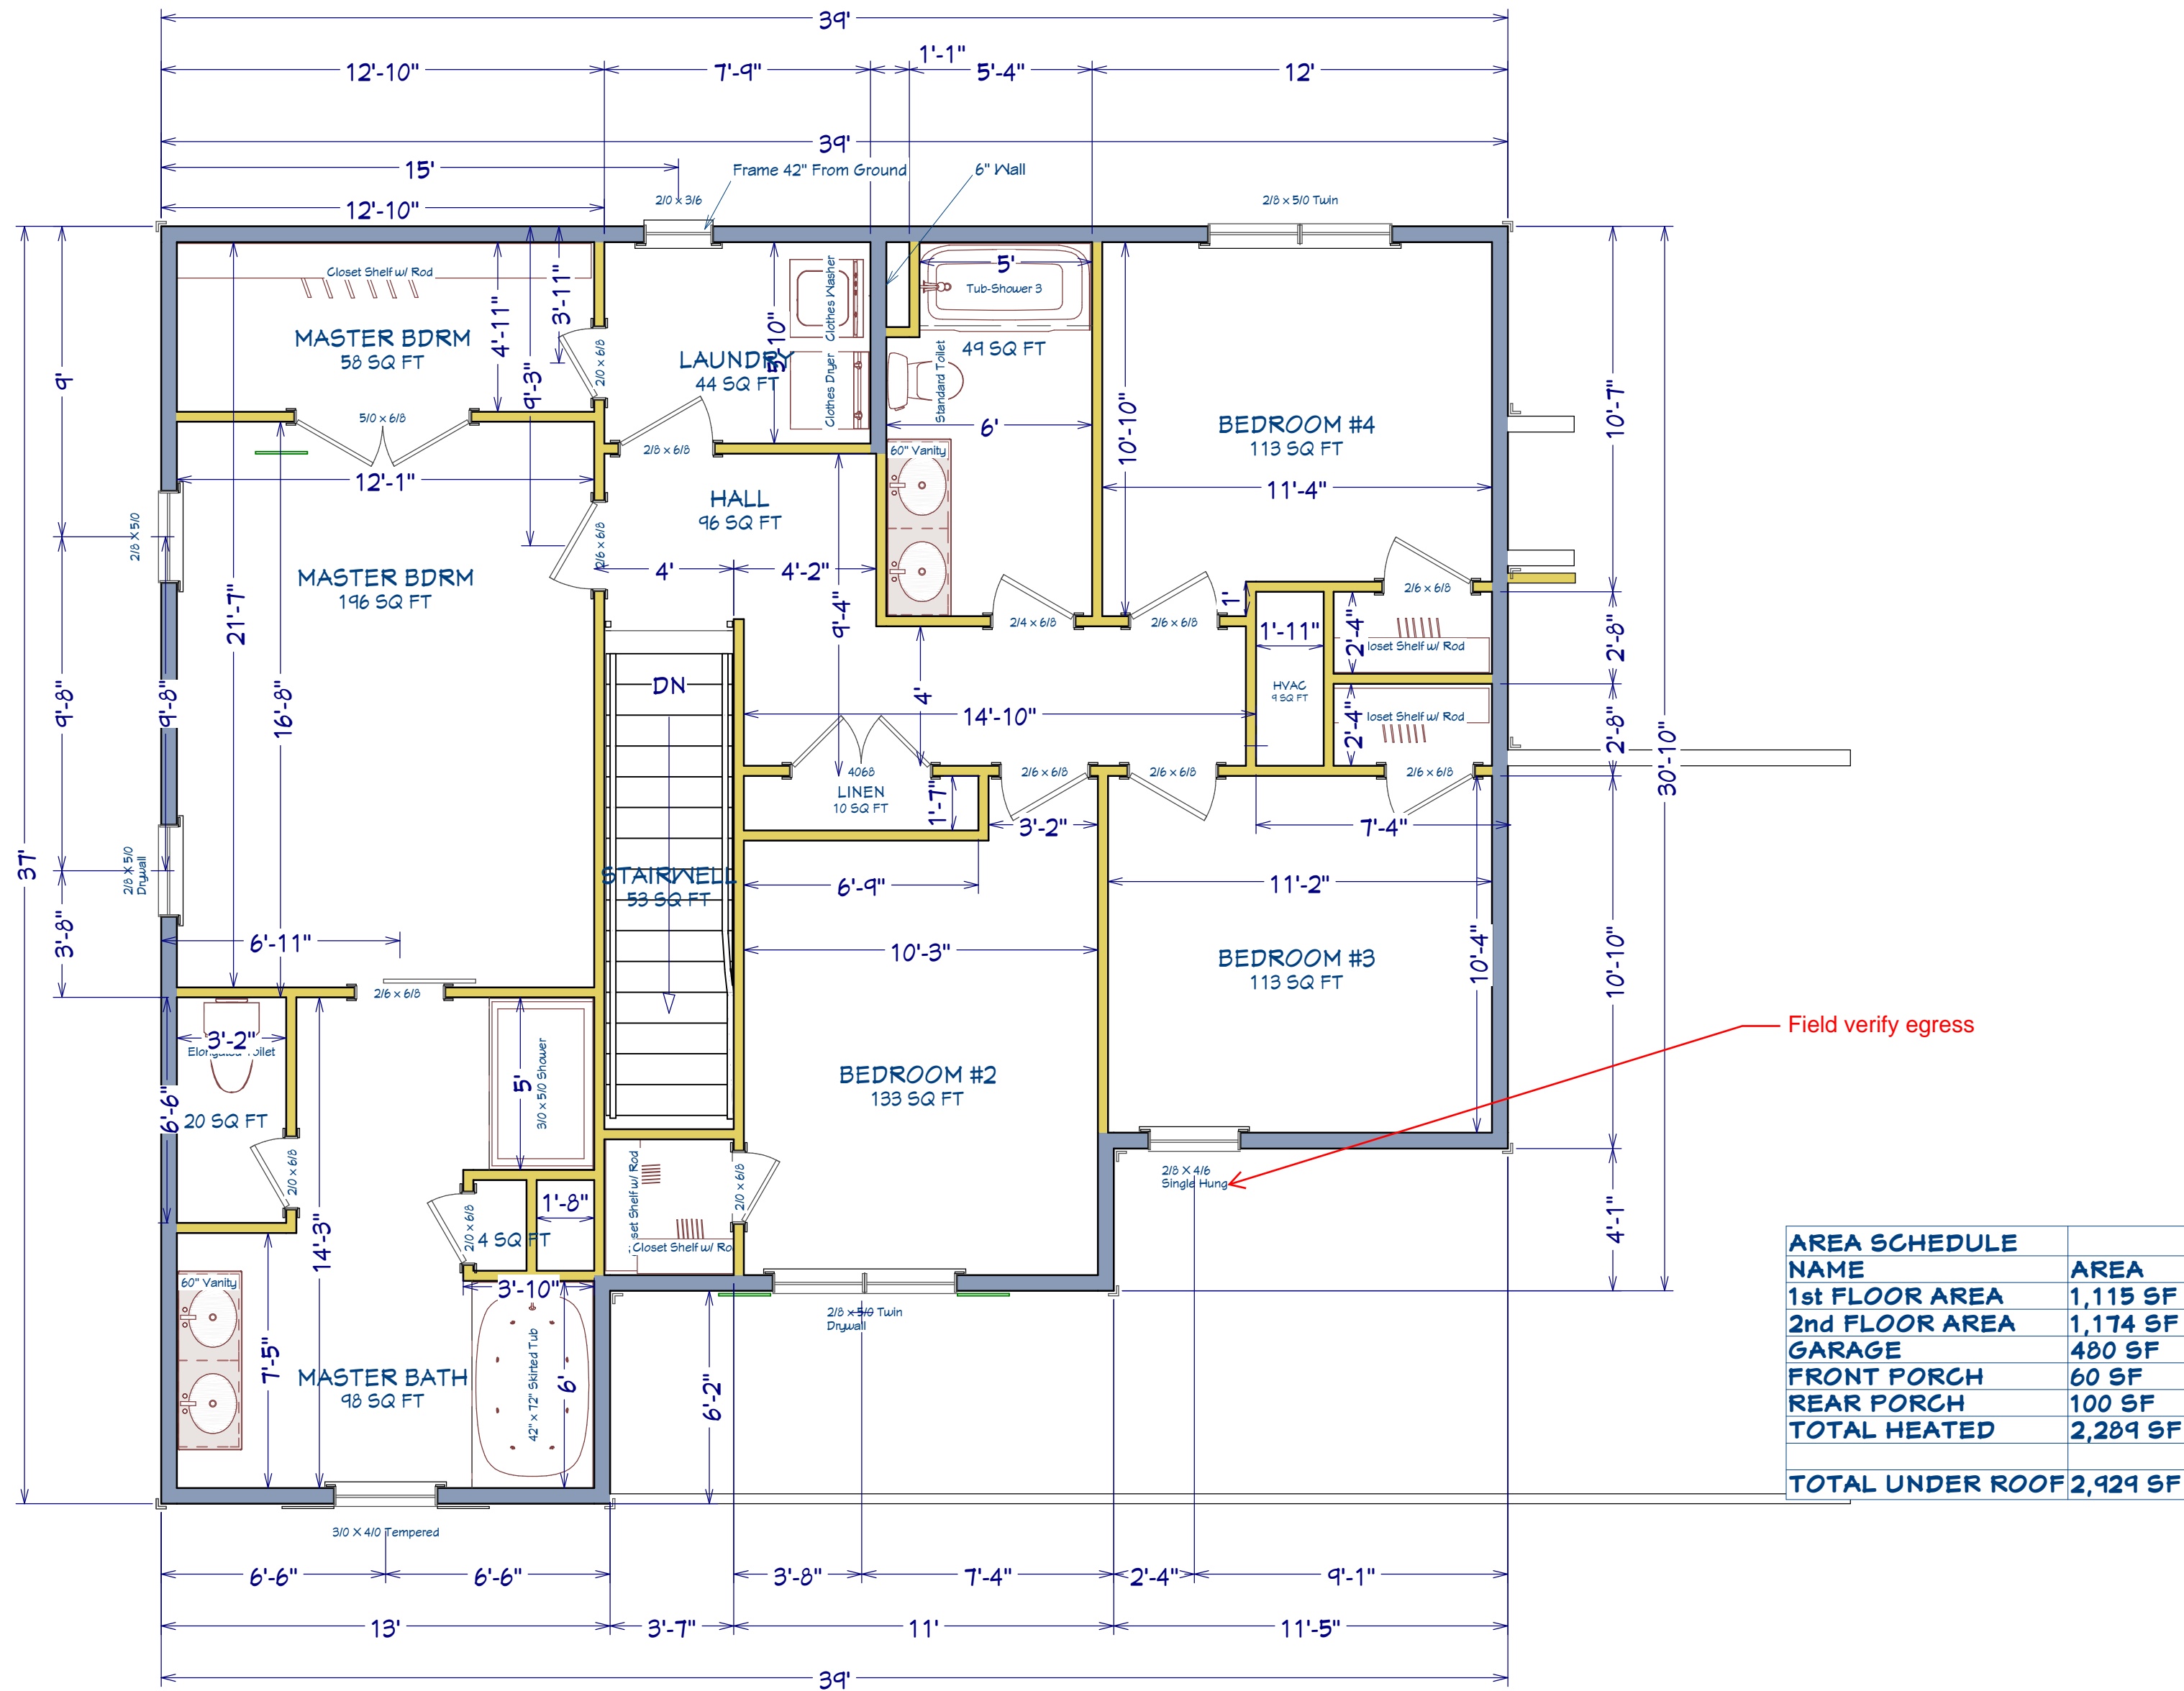 39'
12'-10"
7'-9"
1'-1"
5'-4"
12'
39'
15'
Frame 42" From Ground
6" Wall
12'-10"
2/0 x 3/6
2/8 x 5/0 Twin
Closet Shelf w/ Rod
MASTER BDRM
58 SQ FT
4'-11"
3'-11"
9'-3"
2/0 x 6/8
5/0 x 6/8
12'-1"
LAUNDRY
44 SQ FT
5'-10"
Clothes Washer
Clothes Dryer
2/8 x 6/8
5'
Tub-Shower 3
49 SQ FT
Standard Toilet
6'
60" Vanity
10'-10"
BEDROOM #4
113 SQ FT
11'-4"
10'-7"
9'
2/8 X 5/0
HALL
96 SQ FT
2/6 x 6/8
4'
4'-2"
9'-4"
MASTER BDRM
196 SQ FT
21'-7"
16'-8"
9'-8"
9'-8"
37'
2/4 x 6/8
2/6 x 6/8
1'
2/6 x 6/8
1'-11"
2'-4"
loset Shelf w/ Rod
2'-8"
HVAC
9 SQ FT
DN
4'
14'-10"
2'-4"
loset Shelf w/ Rod
2'-8"
30'-10"
4068
LINEN
10 SQ FT
1'-7"
2/6 x 6/8
2/6 x 6/8
2/6 x 6/8
3'-2"
7'-4"
2/8 X 5/0
Drywall
STAIRWELL
53 SQ FT
6'-9"
11'-2"
3'-8"
6'-11"
10'-3"
10'-4"
10'-10"
BEDROOM #3
113 SQ FT
2/6 x 6/8
3'-2"
5'
3/0 x 5/0 Shower
BEDROOM #2
133 SQ FT
Field verify egress
6'-6"
20 SQ FT
2/0 x 6/8
14'-3"
2/0 x 6/8
4 SQ FT
1'-8"
3'-10"
set Shelf w/ Rod
Closet Shelf w/ Ro
2/0 x 6/8
2/8 X 4/6
Single Hung
4'-1"
2/8 x 5/0 Twin
Drywall
60" Vanity
7'-5"
MASTER BATH
98 SQ FT
42" x 72" Skirted Tub
6'
6'-2"
AREA SCHEDULE
NAME AREA
1st FLOOR AREA 1,115 SF
2nd FLOOR AREA 1,174 SF
GARAGE 480 SF
FRONT PORCH 60 SF
REAR PORCH 100 SF
TOTAL HEATED 2,289 SF
TOTAL UNDER ROOF 2,929 SF
3/0 X 4/0 Tempered
6'-6"
6'-6"
3'-8"
7'-4"
2'-4"
9'-1"
13'
3'-7"
11'
11'-5"
39'